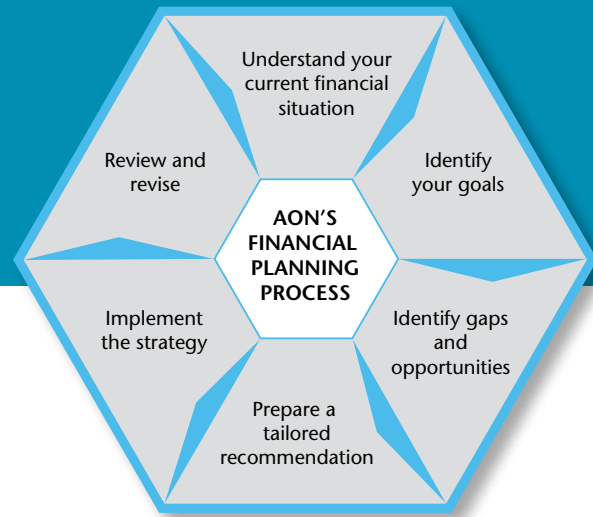 Understand your
current financial
situation
Identify
your goals
Identify gaps
and
opportunities
Prepare a
tailored
recommendation
Implement
the strategy
Review and
revise
AON'S
FINANCIAL
PLANNING
PROCESS